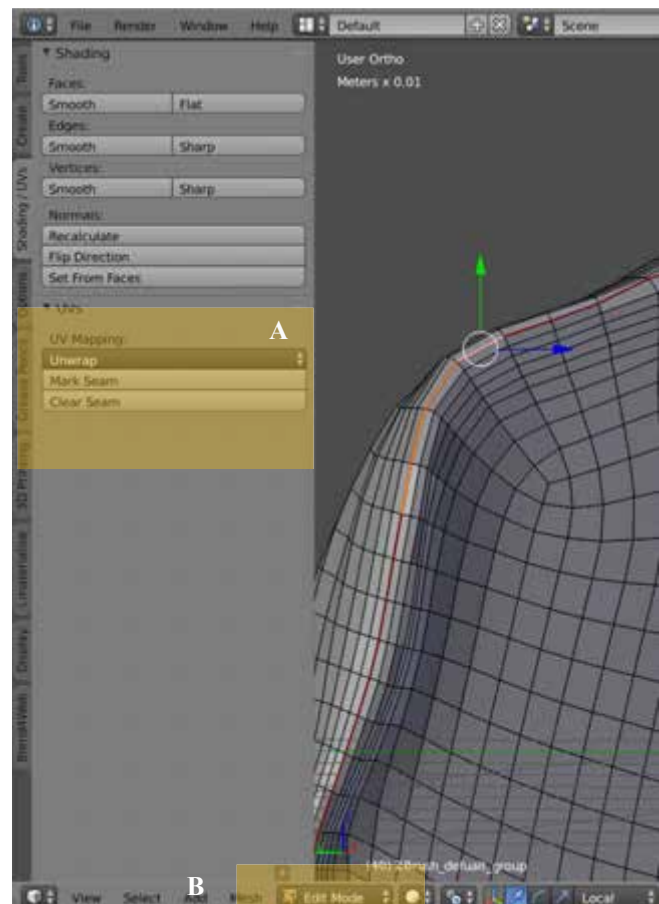 File Render Window Help Default Scene
User Ortho
Meters x 0.01
Tools
Create
Shading / UVs
Options
Grease Pencil
3D Printing
Display
Blend4Web
Shading
Faces:
Smooth Flat
Edges:
Smooth Sharp
Vertices:
Smooth Sharp
Normals:
Recalculate
Flip Direction
Set From Faces
UVs
A
UV Mapping:
Unwrap
Mark Seam
Clear Seam
B
View Select Add Mesh Edit Mode Local